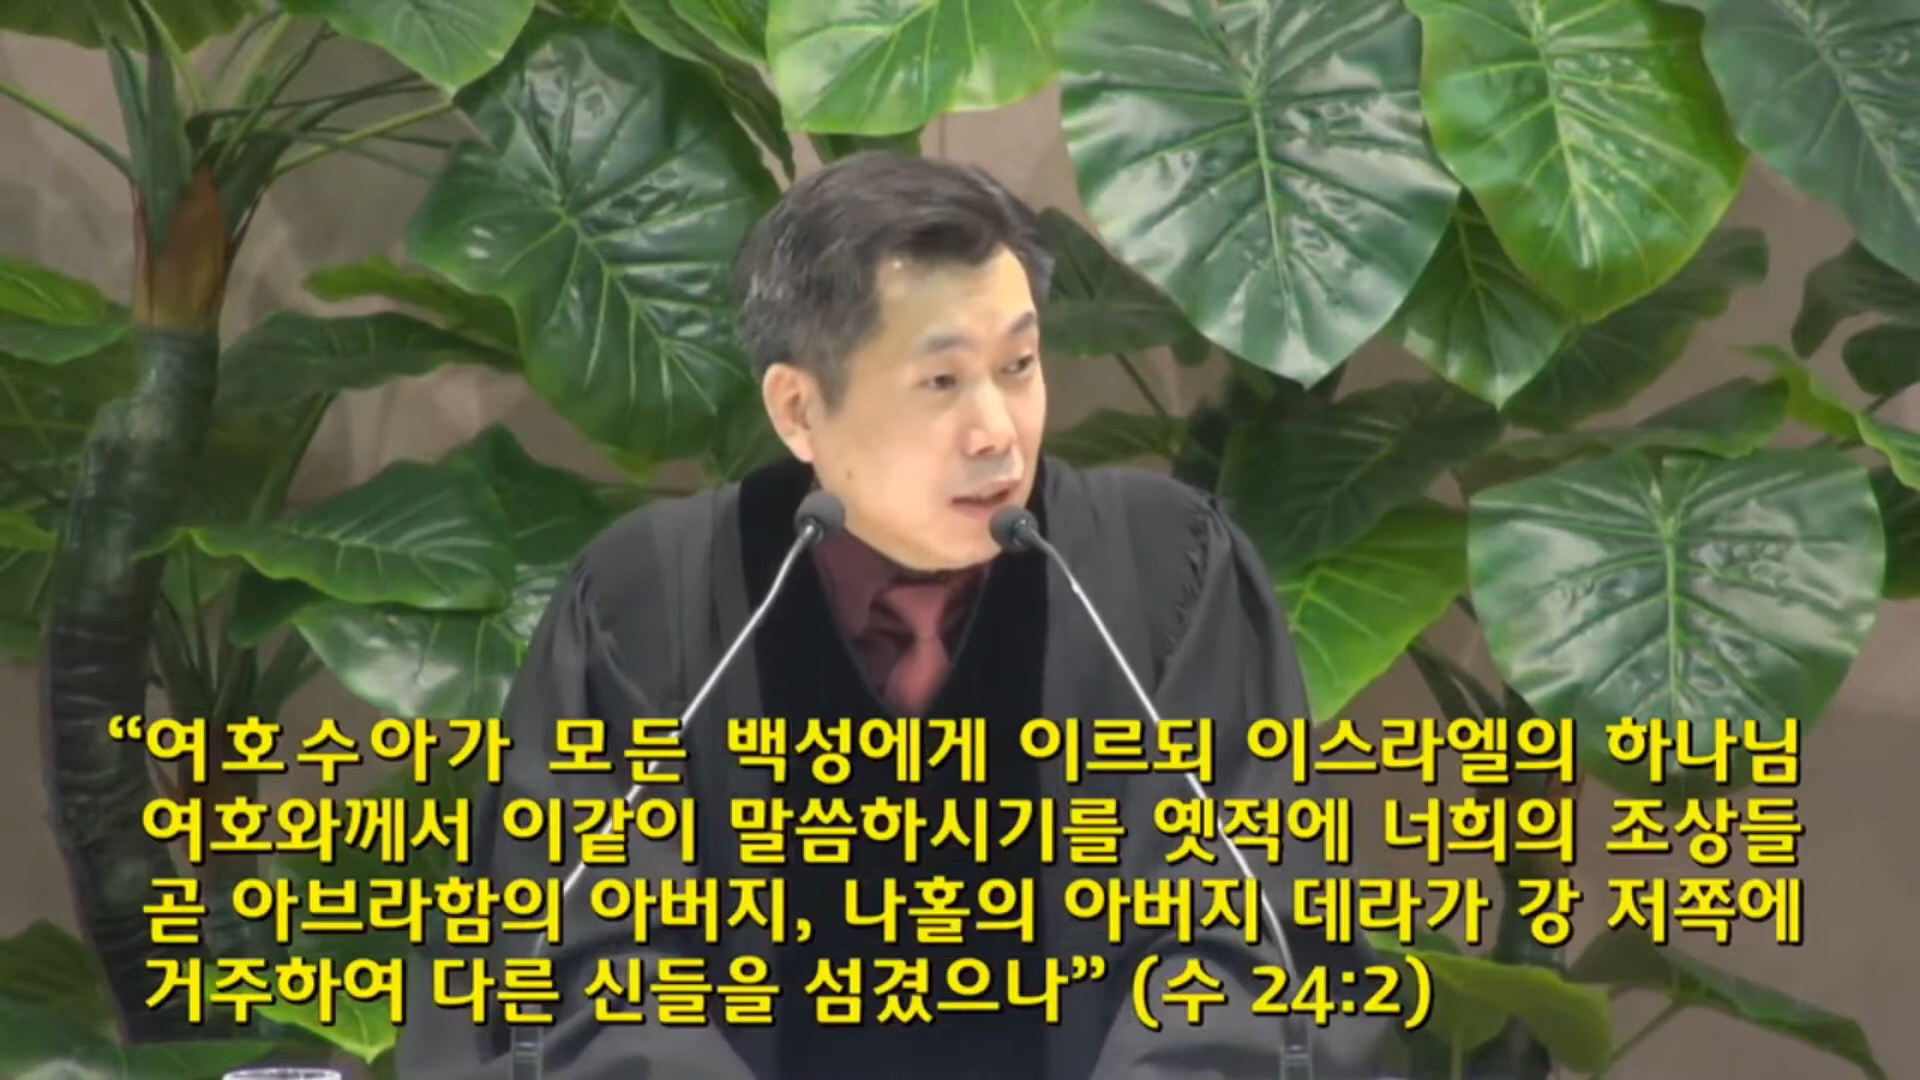 “여호수아가 모든 백성에게 이르되 이스라엘의 하나님
여호와께서 이같이 말씀하시기를 옛적에 너희의 조상들
곧 아브라함의 아버지, 나홀의 아버지 데라가 강 저쪽에
거주하여 다른 신들을 섬겼으나” (수 24:2)